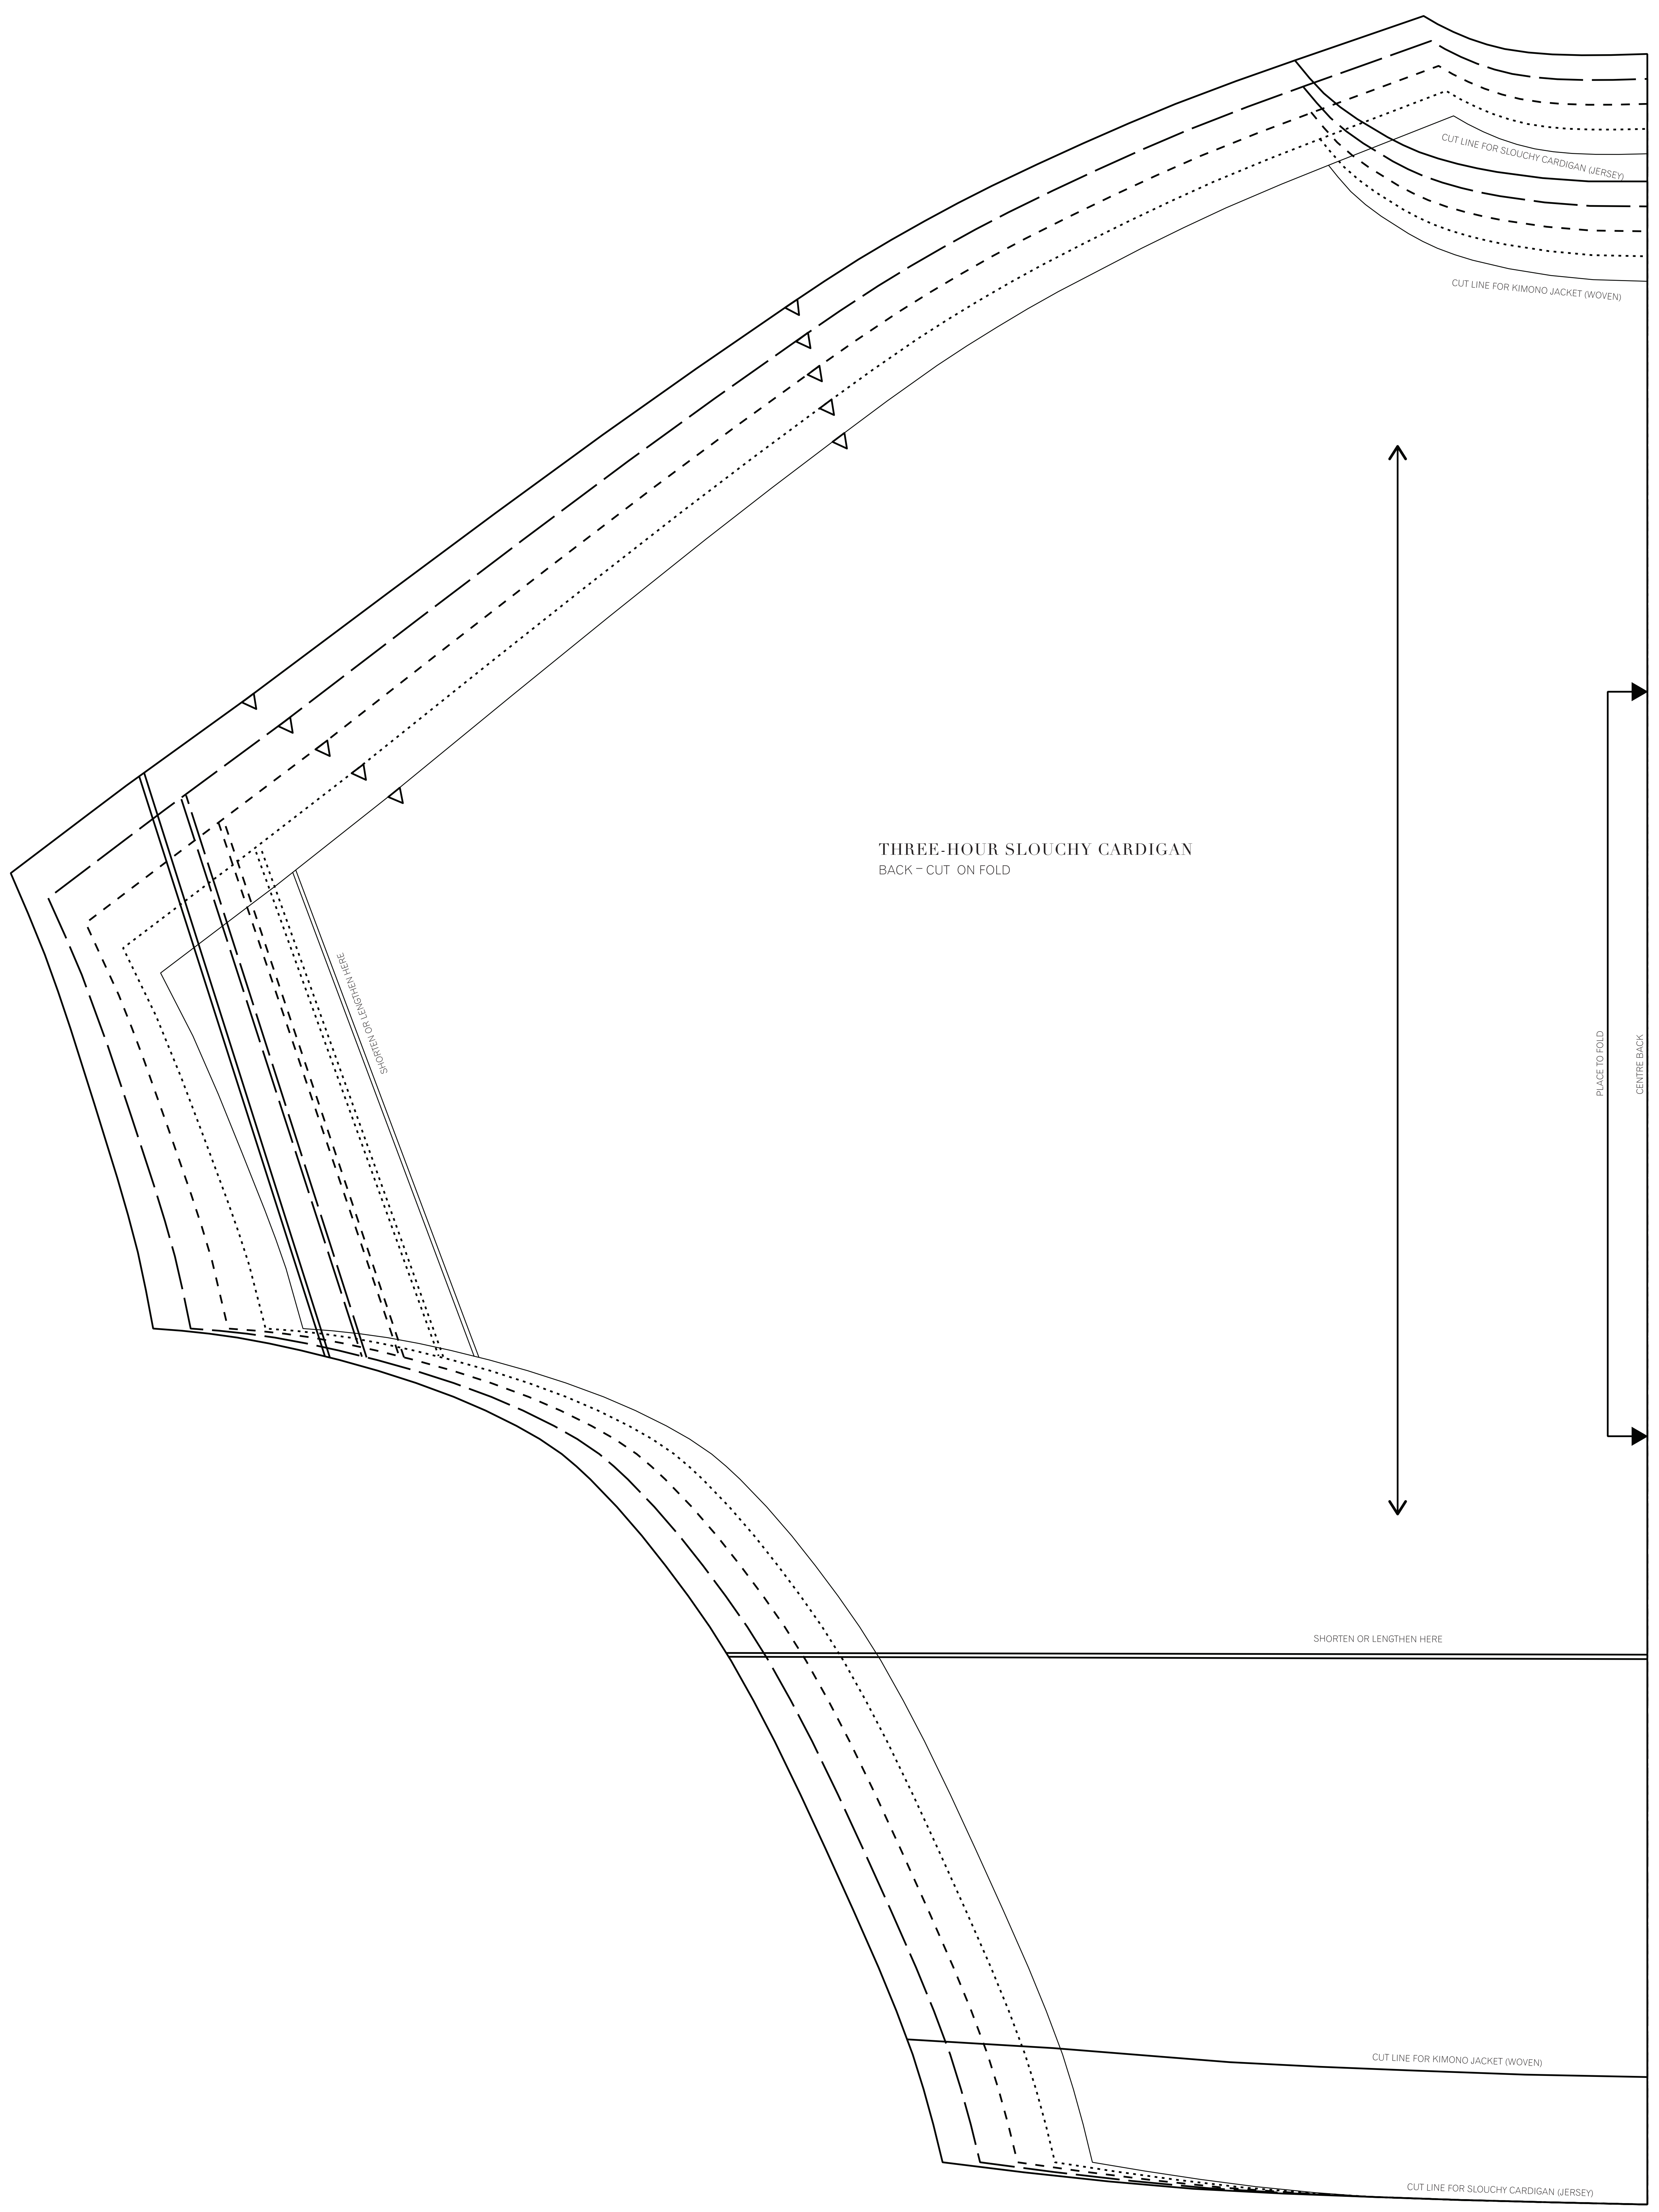 CUT LINE FOR SLOUCHY CARDIGAN (JERSEY)
CUT LINE FOR KIMONO JACKET (WOVEN)
THREE-HOUR SLOUCHY CARDIGAN
BACK – CUT ON FOLD
SHORTEN OR LENGTHEN HERE
PLACE TO FOLD
CENTRE BACK
SHORTEN OR LENGTHEN HERE
CUT LINE FOR KIMONO JACKET (WOVEN)
CUT LINE FOR SLOUCHY CARDIGAN (JERSEY)